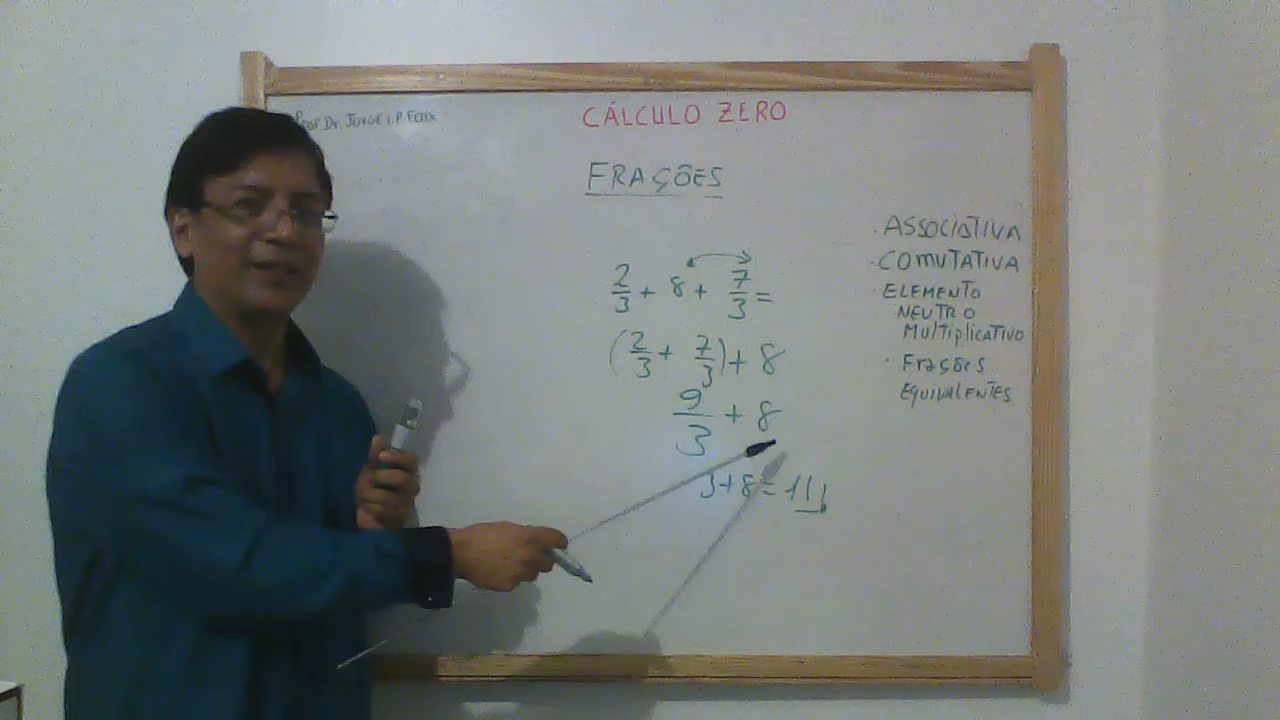 Prof Dr. Jorge L.P. Felix
CÁLCULO ZERO
FRAÇÕES
2/3 + 8 + 7/3 =
(2/3 + 7/3) + 8
9/3 + 8
3+8=11
. ASSOCIATIVA
. COMUTATIVA
. ELEMENTO
NEUTRO
MULTIPLICATIVO
. FRAÇÕES
EQUIVALENTES